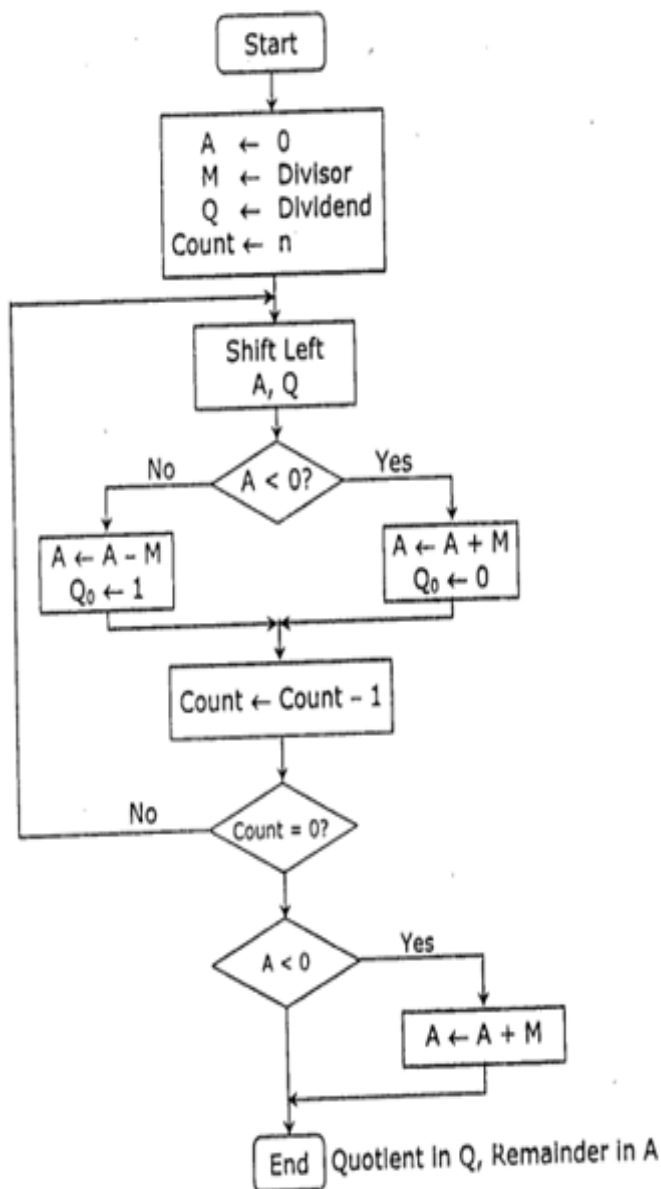 Start
A ← 0
M ← Divisor
Q ← Dividend
Count ← n
Shift Left
A, Q
No
A < 0?
Yes
A ← A – M
Q₀ ← 1
A ← A + M
Q₀ ← 0
Count ← Count – 1
No
Count = 0?
A < 0
Yes
A ← A + M
End
Quotient in Q, Remainder in A